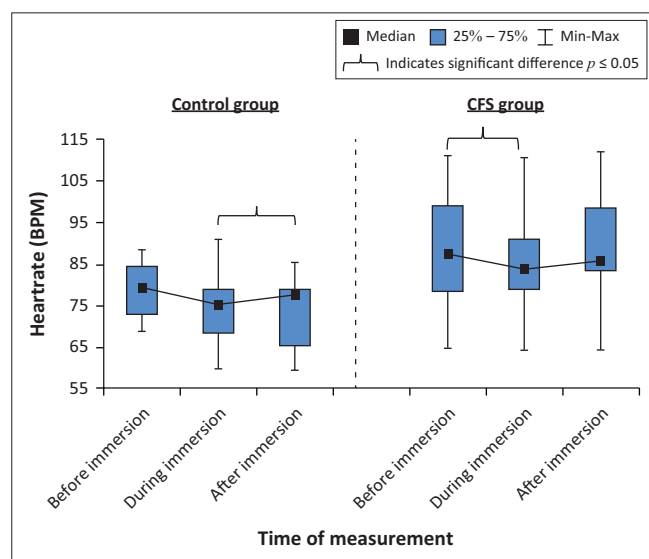 Median 25% – 75% Min-Max
Indicates significant difference p ≤ 0.05
Control group CFS group
Heartrate (BPM)
115
105
95
85
75
65
55
Before immersion
During immersion
After immersion
Before immersion
During immersion
After immersion
Time of measurement